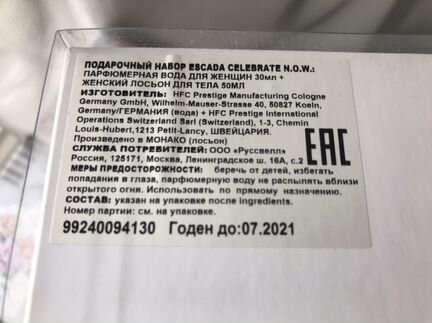 ПОДАРОЧНЫЙ НАБОР ESCADA CELEBRATE N.O.W.:
ПАРФЮМЕРНАЯ ВОДА ДЛЯ ЖЕНЩИН 30мл +
ЖЕНСКИЙ ЛОСЬОН ДЛЯ ТЕЛА 50МЛ
ИЗГОТОВИТЕЛЬ: HFC Prestige Manufacturing Cologne
Germany GmbH, Wilhelm-Mauser-Strasse 40, 50827 Koeln,
Germany/ГЕРМАНИЯ (вода) + HFC Prestige International
Operations Switzerland Sarl (Switzerland), 1-3, Chemin
Louis-Hubert,1213 Petit-Lancy, ШВЕЙЦАРИЯ.
Произведено в МОНАКО (лосьон)
EAC
СЛУЖБА ПОТРЕБИТЕЛЕЙ: ООО «Руссвелл»
Россия, 125171, Москва, Ленинградское ш. 16А, с.2
МЕРЫ ПРЕДОСТОРОЖНОСТИ: беречь от детей, избегать
попадания в глаза, парфюмерную воду не распылять вблизи
открытого огня. Использовать по прямому назначению.
СОСТАВ: указан на упаковке после ingredients.
Номер партии: см. на упаковке.
99240094130 Годен до:07.2021